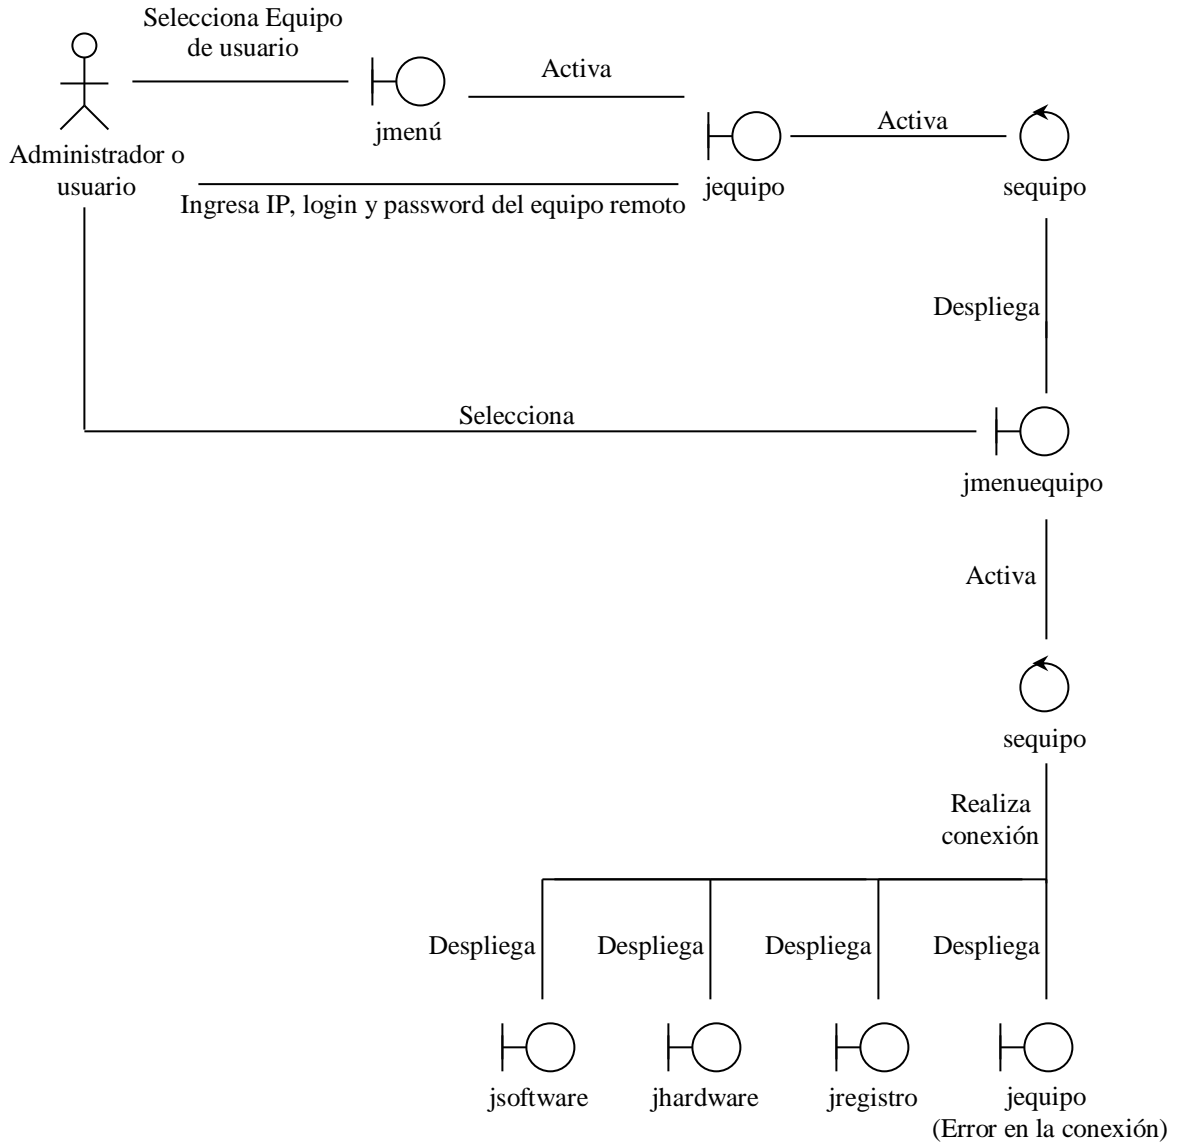 Selecciona Equipo
de usuario
Activa
jmenú
Activa
Administrador o
usuario
jequipo
sequipo
Ingresa IP, login y password del equipo remoto
Despliega
Selecciona
jmenuequipo
Activa
sequipo
Realiza
conexión
Despliega
Despliega
Despliega
Despliega
jsoftware
jhardware
jregistro
jequipo
(Error en la conexión)